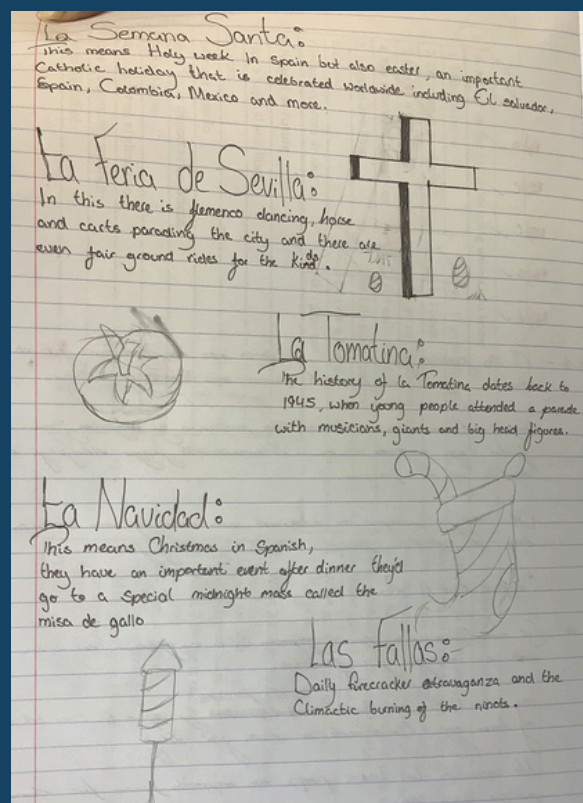 La Semana Santa:
This means Holy week in Spain but also easter, an important
Catholic holiday that is celebrated worldwide including El salvador,
Spain, Colombia, Mexico and more.
La Feria de Sevilla:
In this there is flemenco dancing, horse
and carts parading the city and there are
even fair ground rides for the kinds.
La Tomatina:
The history of la Tomatina dates back to
1945, when young people attended a parade
with musicians, giants and big head figures.
La Navidad:
This means Christmas in Spanish,
they have an important event after dinner they'd
go to a special midnight mass called the
misa de gallo
Las Fallas:
Daily firecracker extravaganza and the
Climactic burning of the ninots.